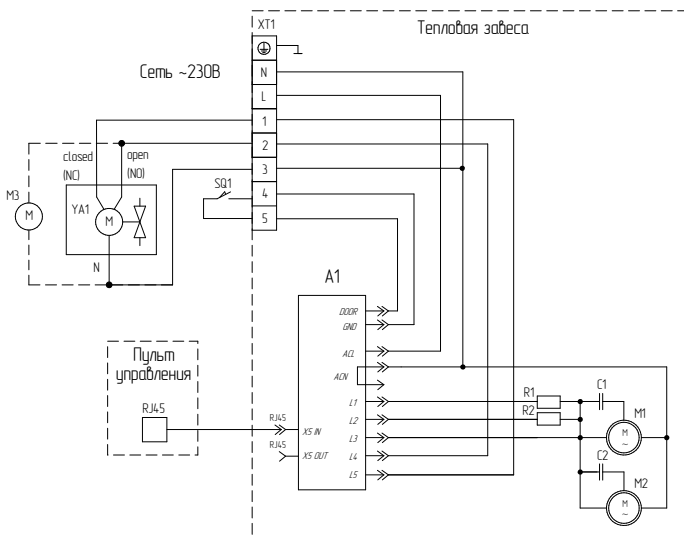 XT1
Тепловая завеса
Сеть ~230В
N
L
1
2
3
4
5
closed
(NC)
open
(NO)
SQ1
M3
M
YA1
M
N
A1
DOOR
GND
ACL
ACN
L1
L2
L3
L4
L5
Пульт
управления
RJ45
RJ45
X5 IN
RJ45
X5 OUT
R1
R2
C1
M1
M
~
C2
M2
M
~